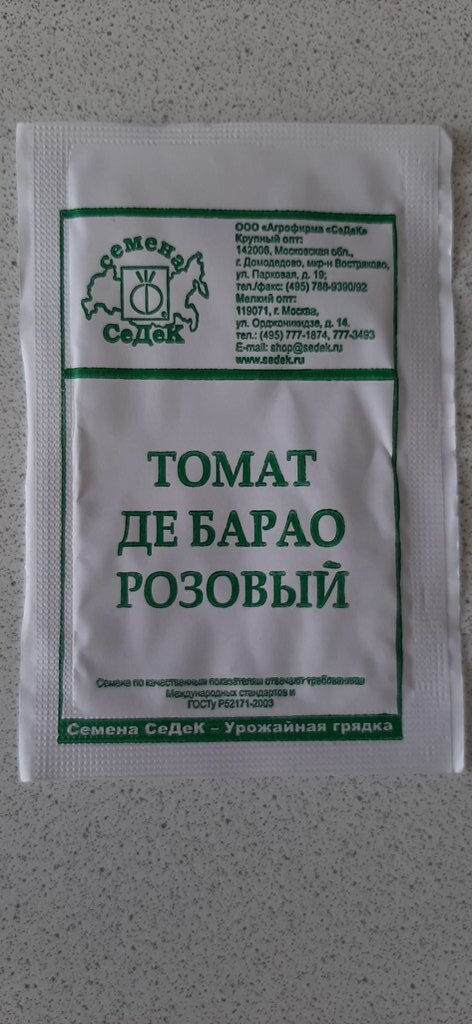 семена
СеДеК
ООО «Агрофирма «СеДеК»
Крупный опт:
142006, Московская обл.,
г. Домодедово, мкр-н Востряково,
ул. Парковая, д. 19;
тел./факс: (495) 788-9390/92
Мелкий опт:
119071, г. Москва,
ул. Орджоникидзе, д. 14.
тел.: (495) 777-1874, 777-3493
E-mail: shop@sedek.ru
www.sedek.ru
ТОМАТ
ДЕ БАРАО
РОЗОВЫЙ
Семена по качественным показателям отвечают требованиям
Международных стандартов и
ГОСТу Р52171-2003
Семена СеДеК – Урожайная грядка